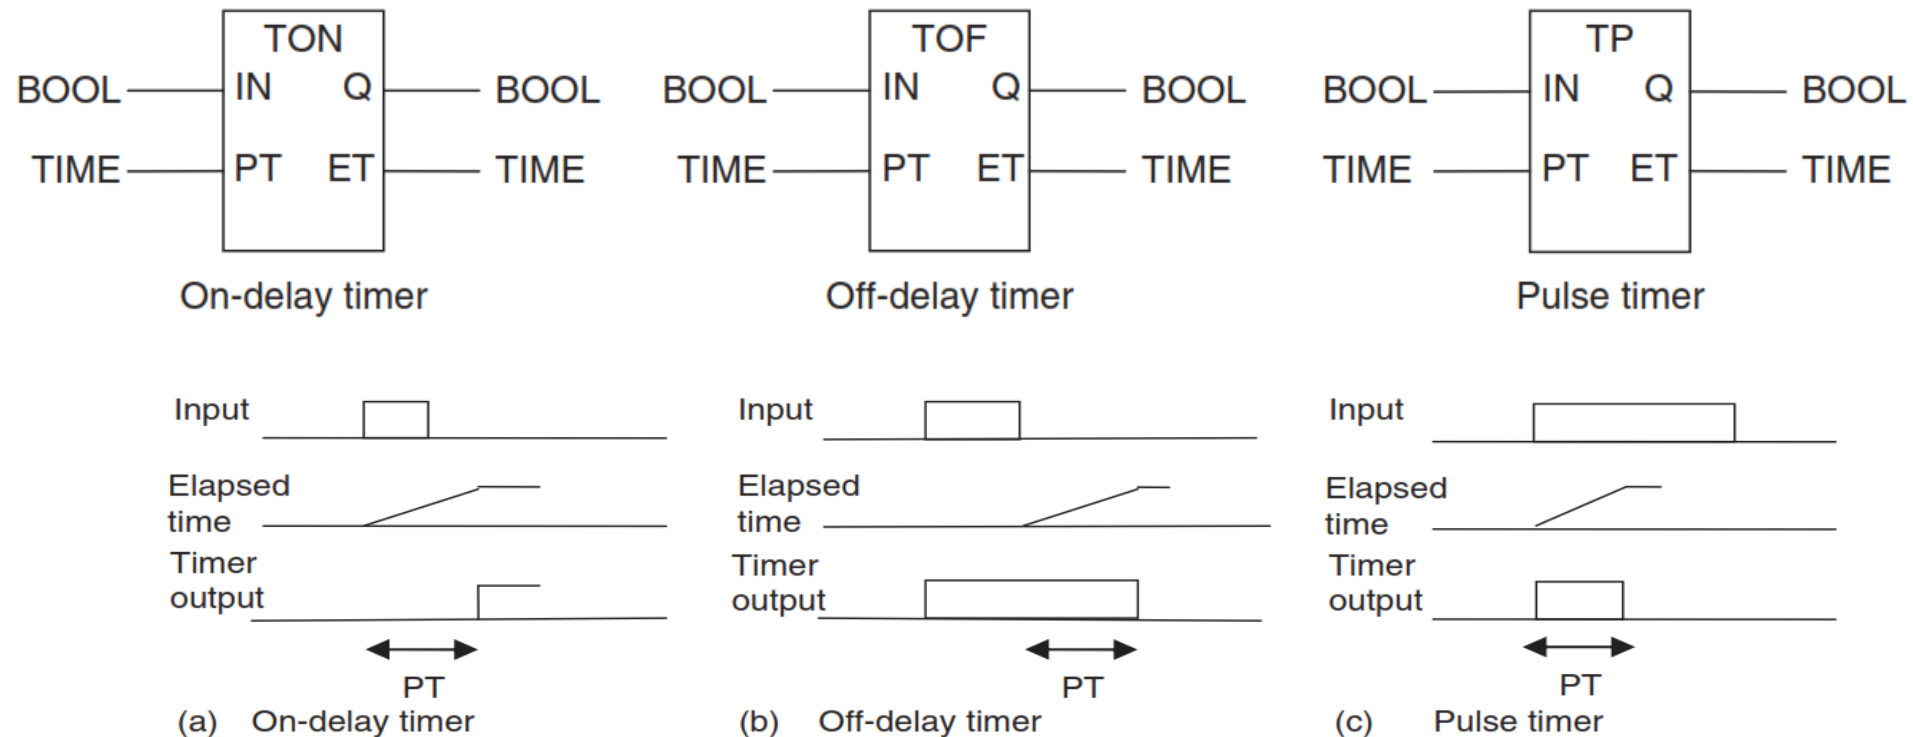 TON
BOOL IN Q BOOL
TIME PT ET TIME
On-delay timer
TOF
BOOL IN Q BOOL
TIME PT ET TIME
Off-delay timer
TP
BOOL IN Q BOOL
TIME PT ET TIME
Pulse timer
Input
Elapsed
time
Timer
output
PT
(a) On-delay timer
Input
Elapsed
time
Timer
output
PT
(b) Off-delay timer
Input
Elapsed
time
Timer
output
PT
(c) Pulse timer